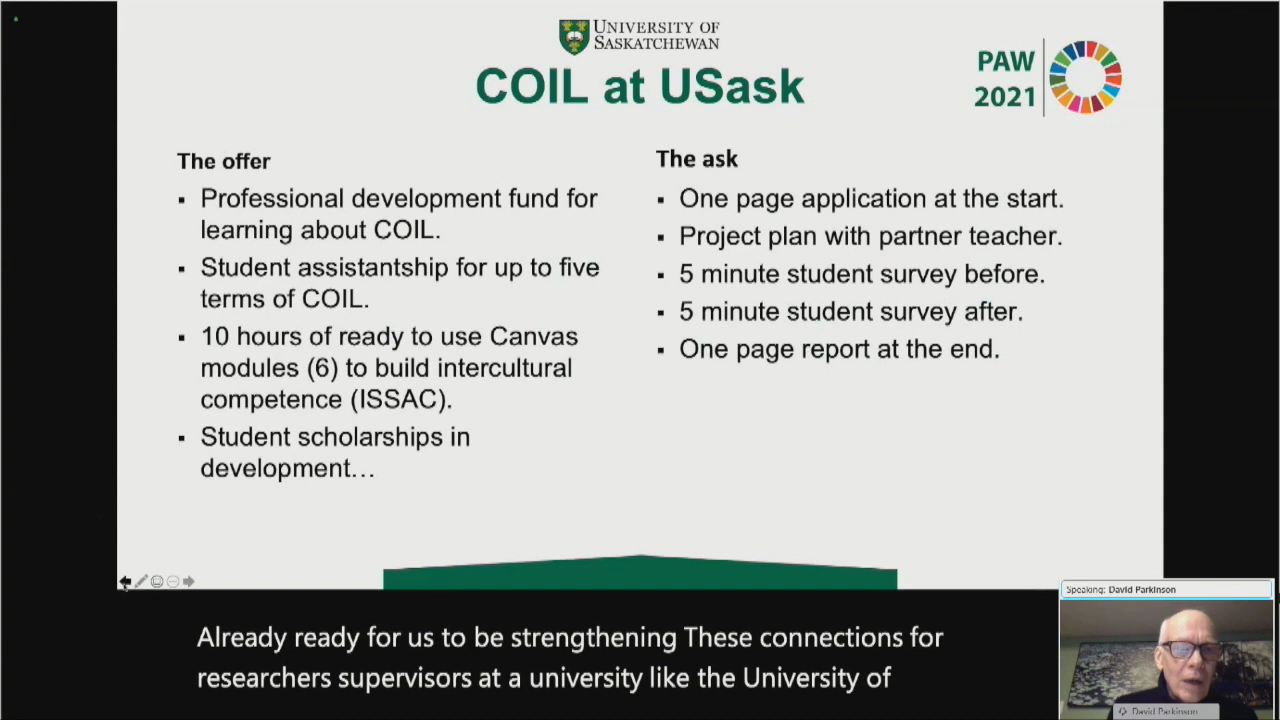 UNIVERSITY OF
SASKATCHEWAN
COIL at USask
PAW
2021
The offer
▪ Professional development fund for
learning about COIL.
▪ Student assistantship for up to five
terms of COIL.
▪ 10 hours of ready to use Canvas
modules (6) to build intercultural
competence (ISSAC).
▪ Student scholarships in
development…
The ask
▪ One page application at the start.
▪ Project plan with partner teacher.
▪ 5 minute student survey before.
▪ 5 minute student survey after.
▪ One page report at the end.
Already ready for us to be strengthening These connections for
researchers supervisors at a university like the University of
Speaking: David Parkinson
David Parkinson